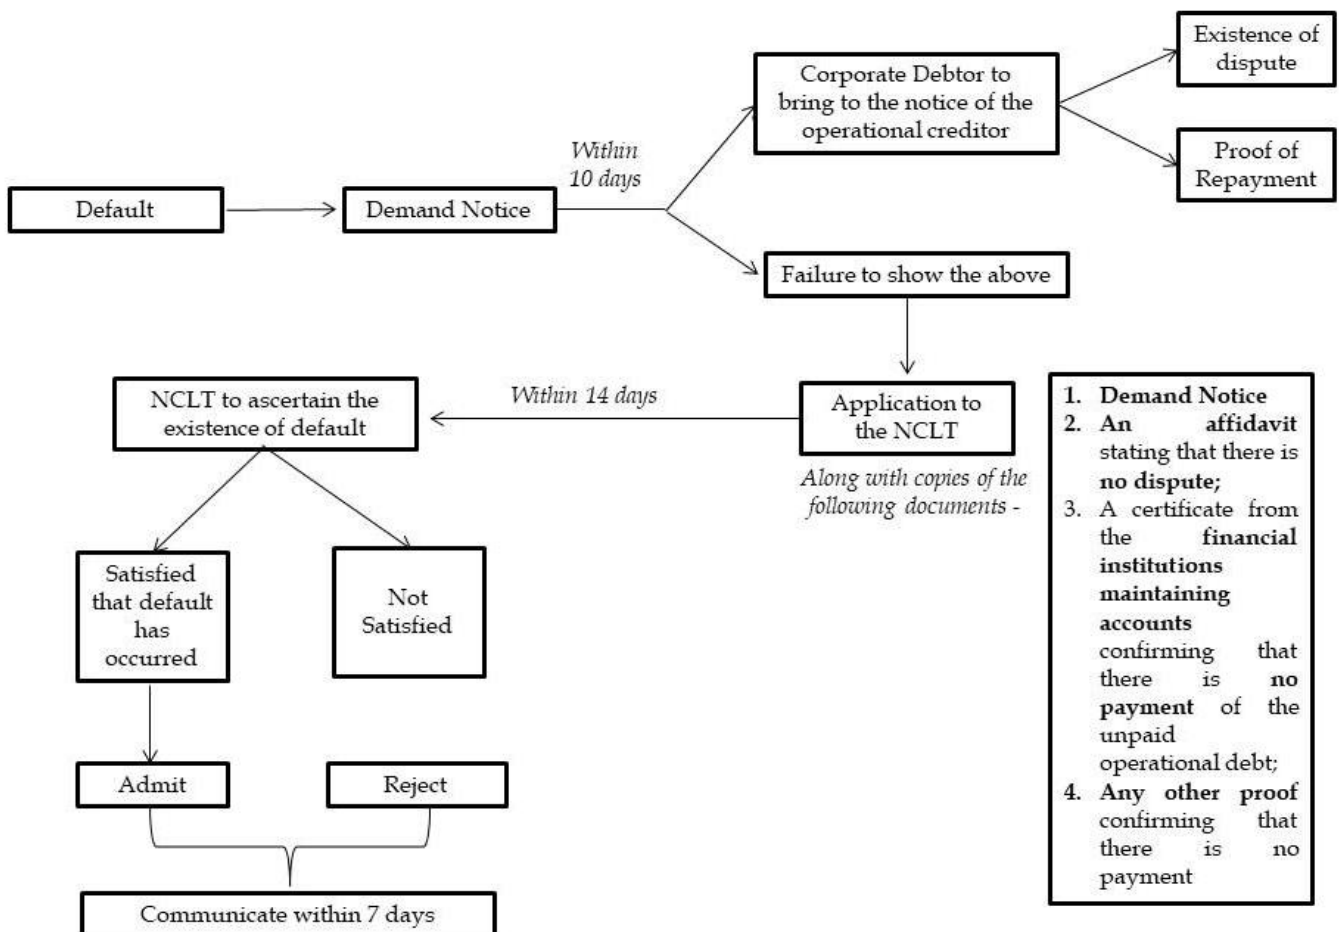 Existence of
dispute
Corporate Debtor to
bring to the notice of the
operational creditor
Within
10 days
Proof of
Repayment
Default
Demand Notice
Failure to show the above
NCLT to ascertain the
existence of default
Within 14 days
Application to
the NCLT
Along with copies of the
following documents -
1. Demand Notice
2. An affidavit
stating that there is
no dispute;
3. A certificate from
the financial
institutions
maintaining
accounts
confirming that
there is no
payment of the
unpaid
operational debt;
4. Any other proof
confirming that
there is no
payment
Satisfied
that default
has
occurred
Not
Satisfied
Admit
Reject
Communicate within 7 days